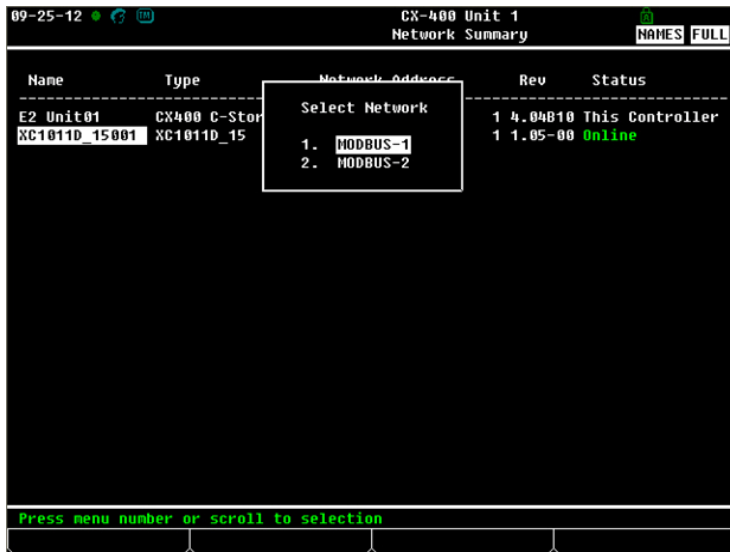 09-25-12 CX-400 Unit 1
Network Summary NAMES FULL
Name Type Network Address Rev Status
E2 Unit01 CX400 C-Stor 1 4.04B10 This Controller
XC1011D_15001 XC1011D_15 1 1.05-00 Online
Select Network
1. MODBUS-1
2. MODBUS-2
Press menu number or scroll to selection